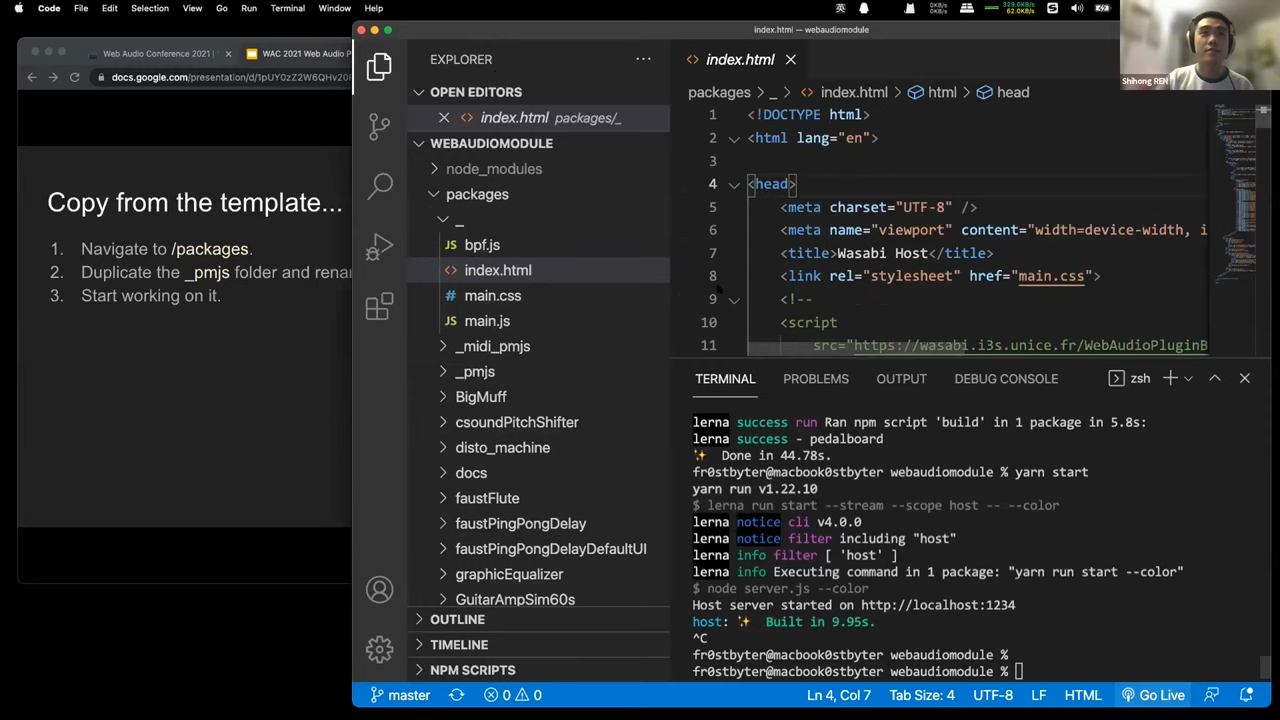 Code File Edit Selection View Go Run Terminal Window Help
0KB/s
0KB/s
329.0KB/s
62.0KB/s
Shihong REN
Web Audio Conference 2021 |
WAC 2021 Web Audio P
docs.google.com/presentation/d/1pUY0zZ2W6QHv20F
Copy from the template...
1. Navigate to /packages.
2. Duplicate the _pmjs folder and renar
3. Start working on it.
index.html — webaudiomodule
EXPLORER
OPEN EDITORS
index.html packages/_
WEBAUDIOMODULE
node_modules
packages
_
bpf.js
index.html
main.css
main.js
_midi_pmjs
_pmjs
BigMuff
csoundPitchShifter
disto_machine
docs
faustFlute
faustPingPongDelay
faustPingPongDelayDefaultUI
graphicEqualizer
GuitarAmpSim60s
OUTLINE
TIMELINE
NPM SCRIPTS
index.html
packages > _ > index.html > html > head
1 <!DOCTYPE html>
2 <html lang="en">
3
4 <head>
5 <meta charset="UTF-8" />
6 <meta name="viewport" content="width=device-width, i
7 <title>Wasabi Host</title>
8 <link rel="stylesheet" href="main.css">
9 <!--
10 <script
11 src="https://wasabi.i3s.unice.fr/WebAudioPluginB
TERMINAL PROBLEMS OUTPUT DEBUG CONSOLE zsh
lerna success run Ran npm script 'build' in 1 package in 5.8s:
lerna success - pedalboard
✨ Done in 44.78s.
fr0stbyter@macbook0stbyter webaudiomodule % yarn start
yarn run v1.22.10
$ lerna run start --stream --scope host -- --color
lerna notice cli v4.0.0
lerna notice filter including "host"
lerna info filter [ 'host' ]
lerna info Executing command in 1 package: "yarn run start --color"
$ node server.js --color
Host server started on http://localhost:1234
host: ✨ Built in 9.95s.
^C
fr0stbyter@macbook0stbyter webaudiomodule %
fr0stbyter@macbook0stbyter webaudiomodule %
master 0 0 Ln 4, Col 7 Tab Size: 4 UTF-8 LF HTML Go Live